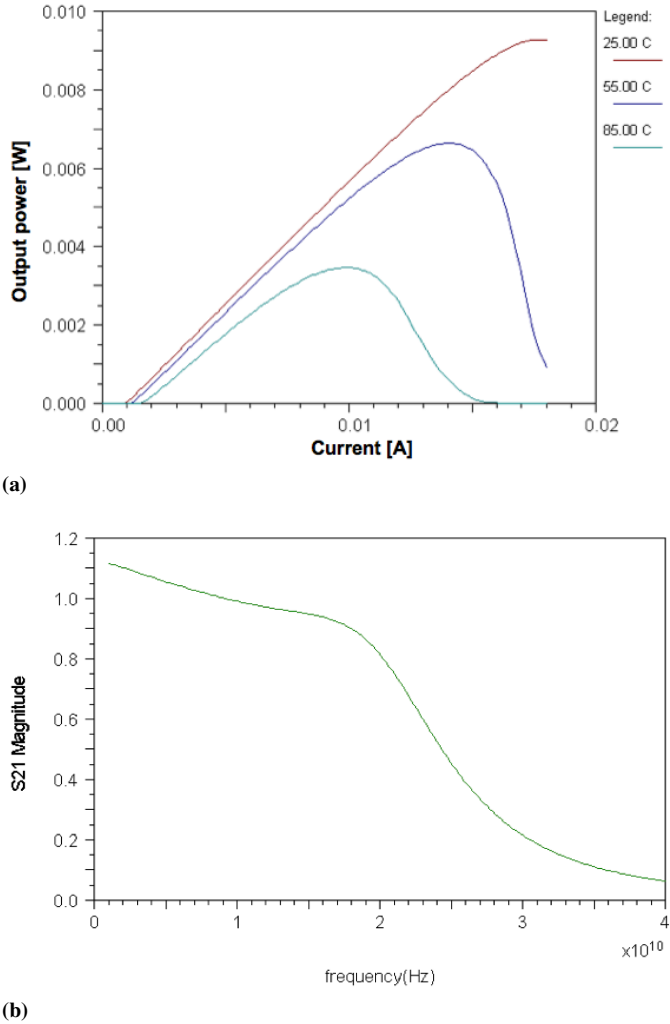 0.010
0.008
0.006
0.004
0.002
0.000
Output power [W]
0.00
0.01
0.02
Current [A]
Legend:
25.00 C
55.00 C
85.00 C
(a)
1.2
1.0
0.8
0.6
0.4
0.2
0.0
S21 Magnitude
0
1
2
3
4
x10^10
frequency(Hz)
(b)